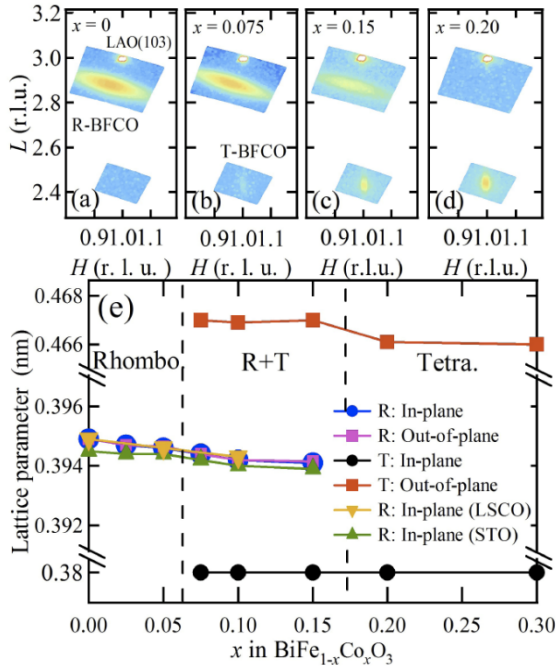 x = 0
x = 0.075
x = 0.15
x = 0.20
LAO(103)
R-BFCO
T-BFCO
L (r.l.u.)
3.2
3.0
2.8
2.6
2.4
(a)
(b)
(c)
(d)
0.91.01.1
0.91.01.1
0.91.01.1
0.91.01.1
H (r. l. u.)
H (r. l. u.)
H (r.l.u.)
H (r.l.u.)
(e)
Lattice parameter (nm)
0.468
0.466
0.396
0.394
0.392
0.38
Rhombo
R+T
Tetra.
R: In-plane
R: Out-of-plane
T: In-plane
T: Out-of-plane
R: In-plane (LSCO)
R: In-plane (STO)
0.00
0.05
0.10
0.15
0.20
0.25
0.30
x in BiFe1-xCoxO3